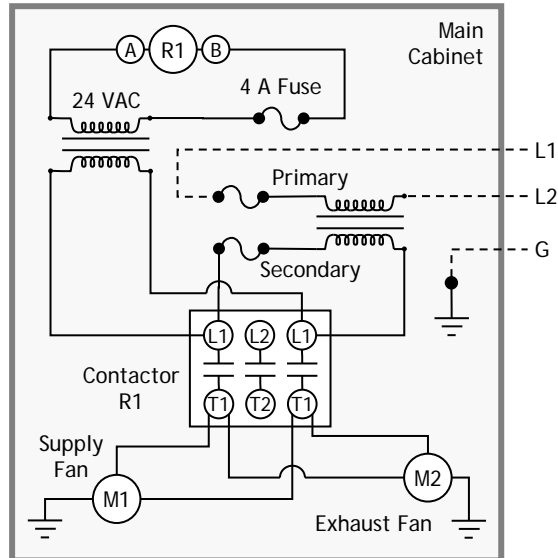 Main
Cabinet
A R1 B
4 A Fuse
24 VAC
L1
Primary
L2
G
Secondary
L1 L2 L1
Contactor
R1
T1 T2 T1
Supply
Fan
M1
M2
Exhaust Fan